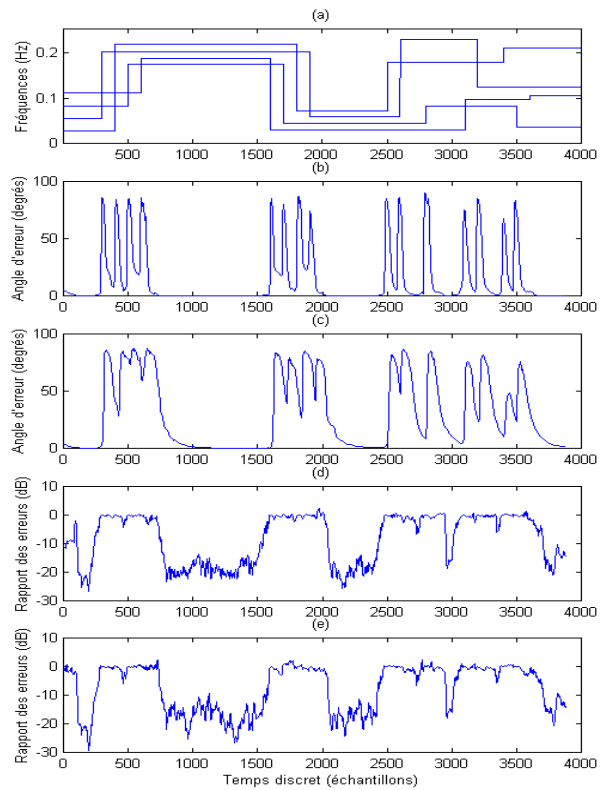 (a)
Fréquences (Hz)
0.2
0.1
0
500 1000 1500 2000 2500 3000 3500 4000
(b)
Angle d'erreur (degrés)
100
50
0
0 500 1000 1500 2000 2500 3000 3500 4000
(c)
Angle d'erreur (degrés)
100
50
0
0 500 1000 1500 2000 2500 3000 3500 4000
(d)
Rapport des erreurs (dB)
10
0
-10
-20
-30
0 500 1000 1500 2000 2500 3000 3500 4000
(e)
Rapport des erreurs (dB)
10
0
-10
-20
-30
0 500 1000 1500 2000 2500 3000 3500 4000
Temps discret (échantillons)